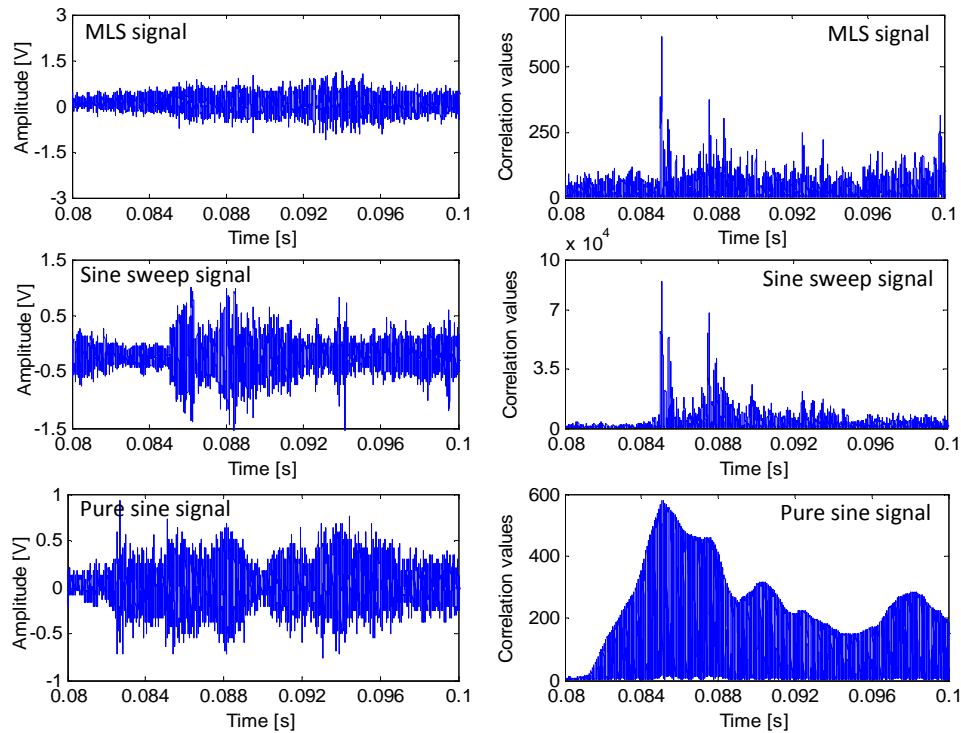 MLS signal
Amplitude [V]
3
1.5
0
-1.5
-3
0.08 0.084 0.088 0.092 0.096 0.1
Time [s]
MLS signal
Correlation values
700
500
250
0
0.08 0.084 0.088 0.092 0.096 0.1
Time [s]
Sine sweep signal
Amplitude [V]
1.5
0.5
-0.5
-1.5
0.08 0.084 0.088 0.092 0.096 0.1
Time [s]
x 10^4
Sine sweep signal
Correlation values
10
7
3.5
0
0.08 0.084 0.088 0.092 0.096 0.1
Time [s]
Pure sine signal
Amplitude [V]
1
0.5
0
-0.5
-1
0.08 0.084 0.088 0.092 0.096 0.1
Time [s]
Pure sine signal
Correlation values
600
400
200
0
0.08 0.084 0.088 0.092 0.096 0.1
Time [s]